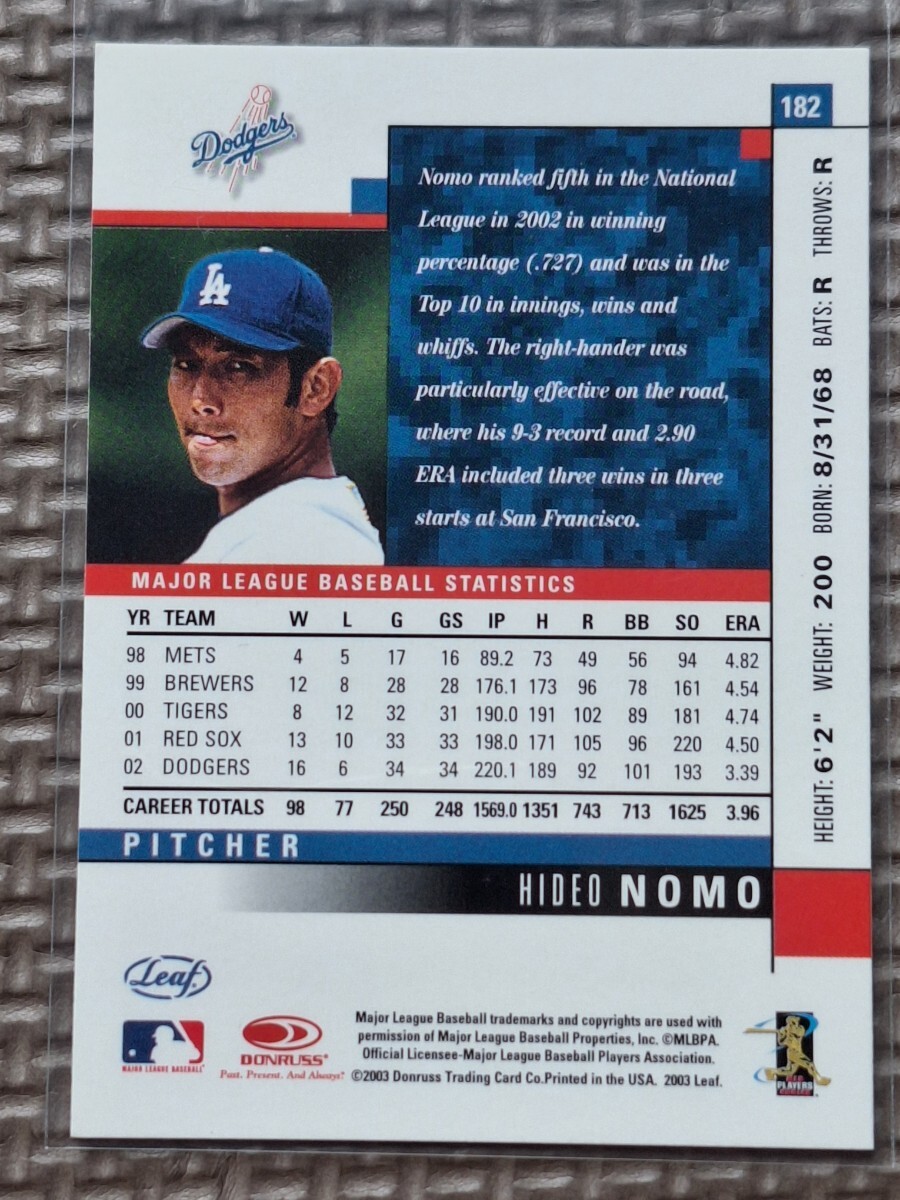 182
Dodgers
LA
Nomo ranked fifth in the National
League in 2002 in winning
percentage (.727) and was in the
Top 10 in innings, wins and
whiffs. The right-hander was
particularly effective on the road,
where his 9-3 record and 2.90
ERA included three wins in three
starts at San Francisco.
HEIGHT: 6'2" WEIGHT: 200 BORN: 8/31/68 BATS: R THROWS: R
MAJOR LEAGUE BASEBALL STATISTICS
YR TEAM W L G GS IP H R BB SO ERA
98 METS 4 5 17 16 89.2 73 49 56 94 4.82
99 BREWERS 12 8 28 28 176.1 173 96 78 161 4.54
00 TIGERS 8 12 32 31 190.0 191 102 89 181 4.74
01 RED SOX 13 10 33 33 198.0 171 105 96 220 4.50
02 DODGERS 16 6 34 34 220.1 189 92 101 193 3.39
CAREER TOTALS 98 77 250 248 1569.0 1351 743 713 1625 3.96
PITCHER
HIDEO NOMO
Leaf
MAJOR LEAGUE BASEBALL
DONRUSS
Past. Present. And Always.
Major League Baseball trademarks and copyrights are used with
permission of Major League Baseball Properties, Inc. ©MLBPA.
Official Licensee-Major League Baseball Players Association.
©2003 Donruss Trading Card Co.Printed in the USA. 2003 Leaf.
PLAYERS